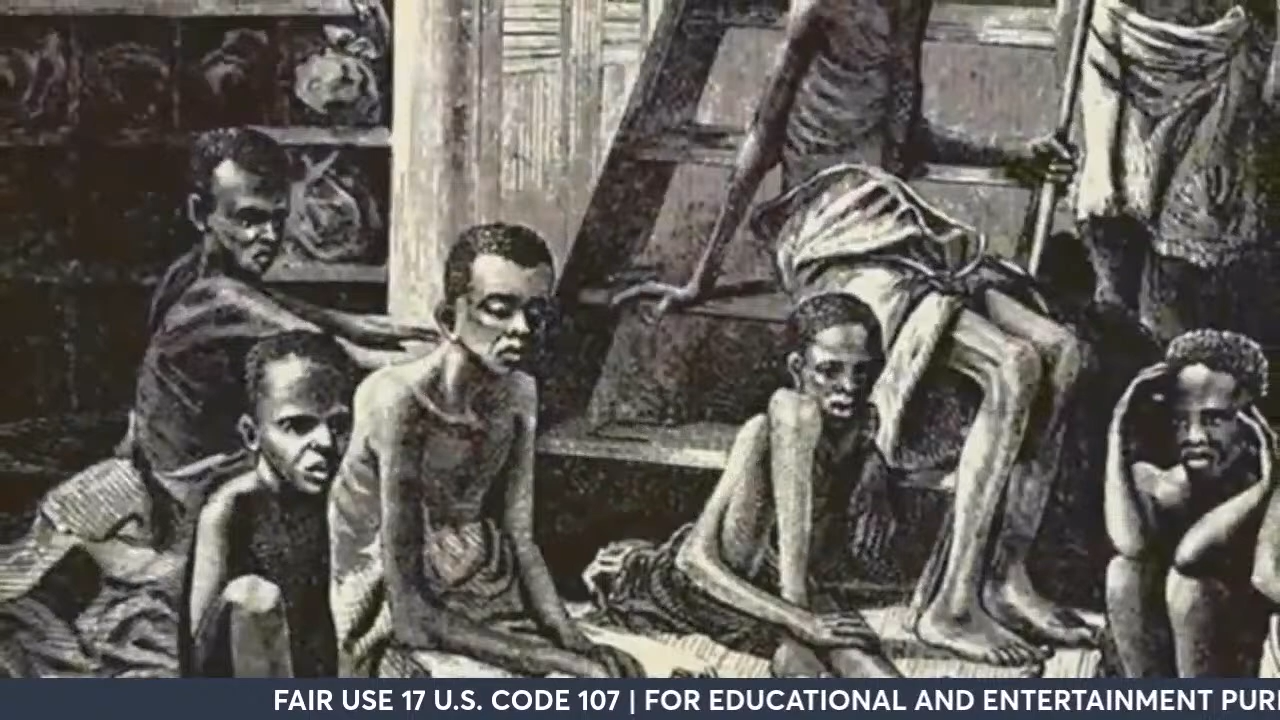 FAIR USE 17 U.S. CODE 107 | FOR EDUCATIONAL AND ENTERTAINMENT